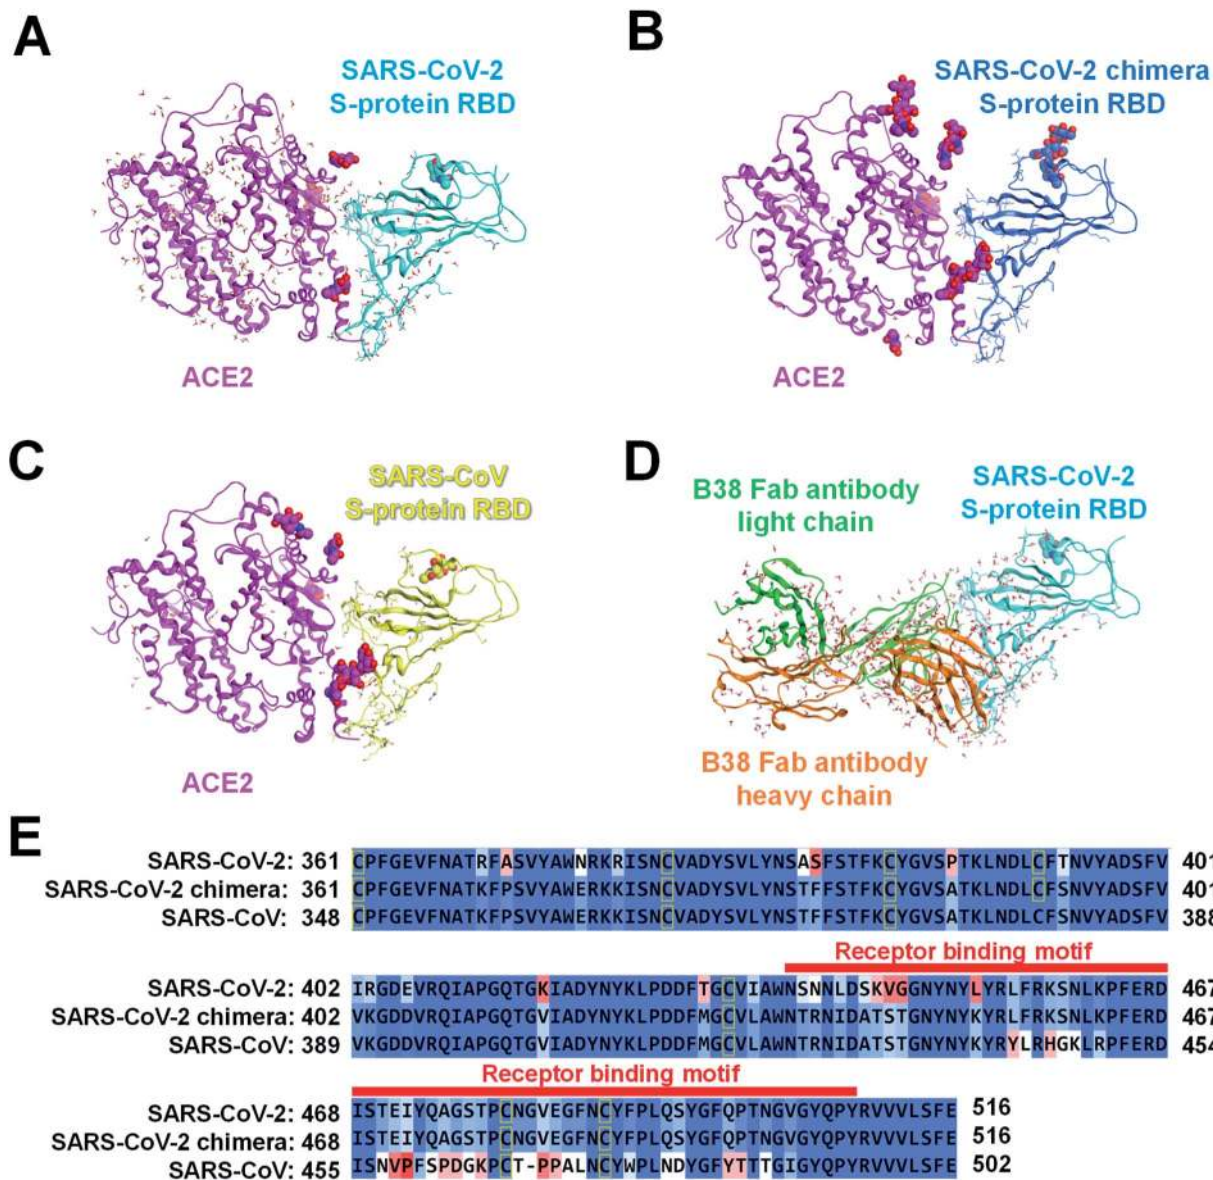 A
SARS-CoV-2
S-protein RBD
ACE2
B
SARS-CoV-2 chimera
S-protein RBD
ACE2
C
SARS-CoV
S-protein RBD
ACE2
D
B38 Fab antibody
light chain
SARS-CoV-2
S-protein RBD
B38 Fab antibody
heavy chain
E
SARS-CoV-2: 361 CPFGEVFNATRFASVYAWNRKRISNCVADYSVLYNSASFSTFKCYGVSPTKLNDLCFTNVYADSFV 401
SARS-CoV-2 chimera: 361 CPFGEVFNATKFPSVYAWERKKISNCVADYSVLYNSTFFSTFKCYGVSATKLNDLCFSNVYADSFV 401
SARS-CoV: 348 CPFGEVFNATKFPSVYAWERKKISNCVADYSVLYNSTFFSTFKCYGVSATKLNDLCFSNVYADSFV 388
Receptor binding motif
SARS-CoV-2: 402 IRGDEVRQIAPGQTGKIADYNYKLPDDFTGCVIAWNSNNLDSKVGGNYNYLYRLFRKSNLKPFERD 467
SARS-CoV-2 chimera: 402 VKGDDVRQIAPGQTGVIADYNYKLPDDFMGCVLAWNTRNIDATSTGNYNYKYRLFRKSNLKPFERD 467
SARS-CoV: 389 VKGDDVRQIAPGQTGVIADYNYKLPDDFMGCVLAWNTRNIDATSTGNYNYKYRYLRHGKLRPFERD 454
Receptor binding motif
SARS-CoV-2: 468 ISTEIYQAGSTPCNGVEGFNCYFPLQSYGFQPTNGVGYQPYRVVVLSFE 516
SARS-CoV-2 chimera: 468 ISTEIYQAGSTPCNGVEGFNCYFPLQSYGFQPTNGVGYQPYRVVVLSFE 516
SARS-CoV: 455 ISNVPFSPDGKPCT-PPALNCYWPLNDYGFYTTTGIGYQPYRVVVLSFE 502